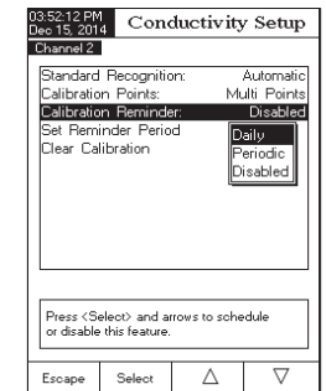 03:52:12 PM
Dec 15, 2014
Conductivity Setup
Channel 2
Standard Recognition: Automatic
Calibration Points: Multi Points
Calibration Reminder: Disabled
Set Reminder Period
Clear Calibration
Daily
Periodic
Disabled
Press <Select> and arrows to schedule
or disable this feature.
Escape Select △ ▽